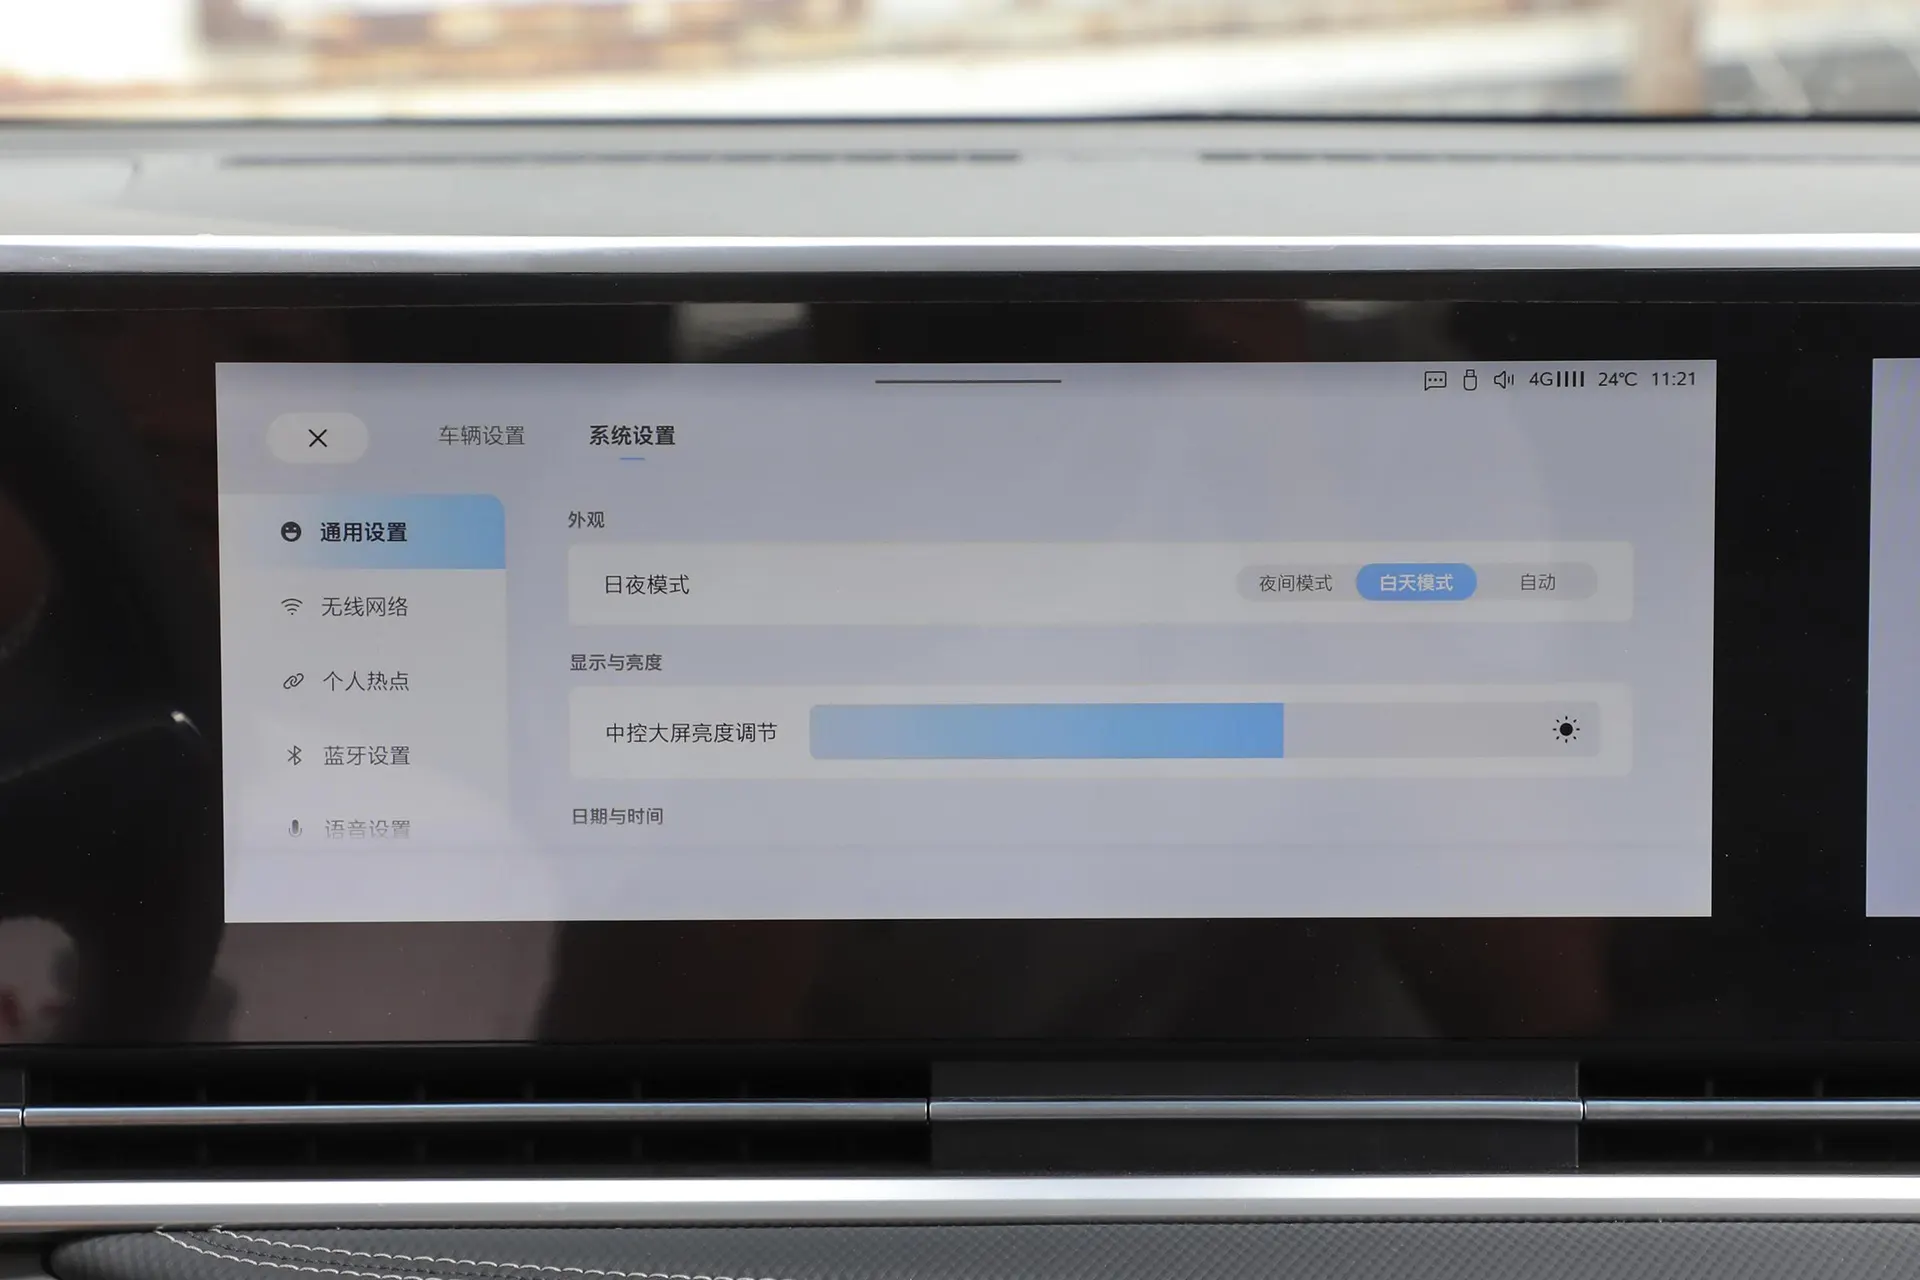 4G 24℃ 11:21
车辆设置 系统设置
通用设置
无线网络
个人热点
蓝牙设置
语音设置
外观
日夜模式 夜间模式 白天模式 自动
显示与亮度
中控大屏亮度调节
日期与时间